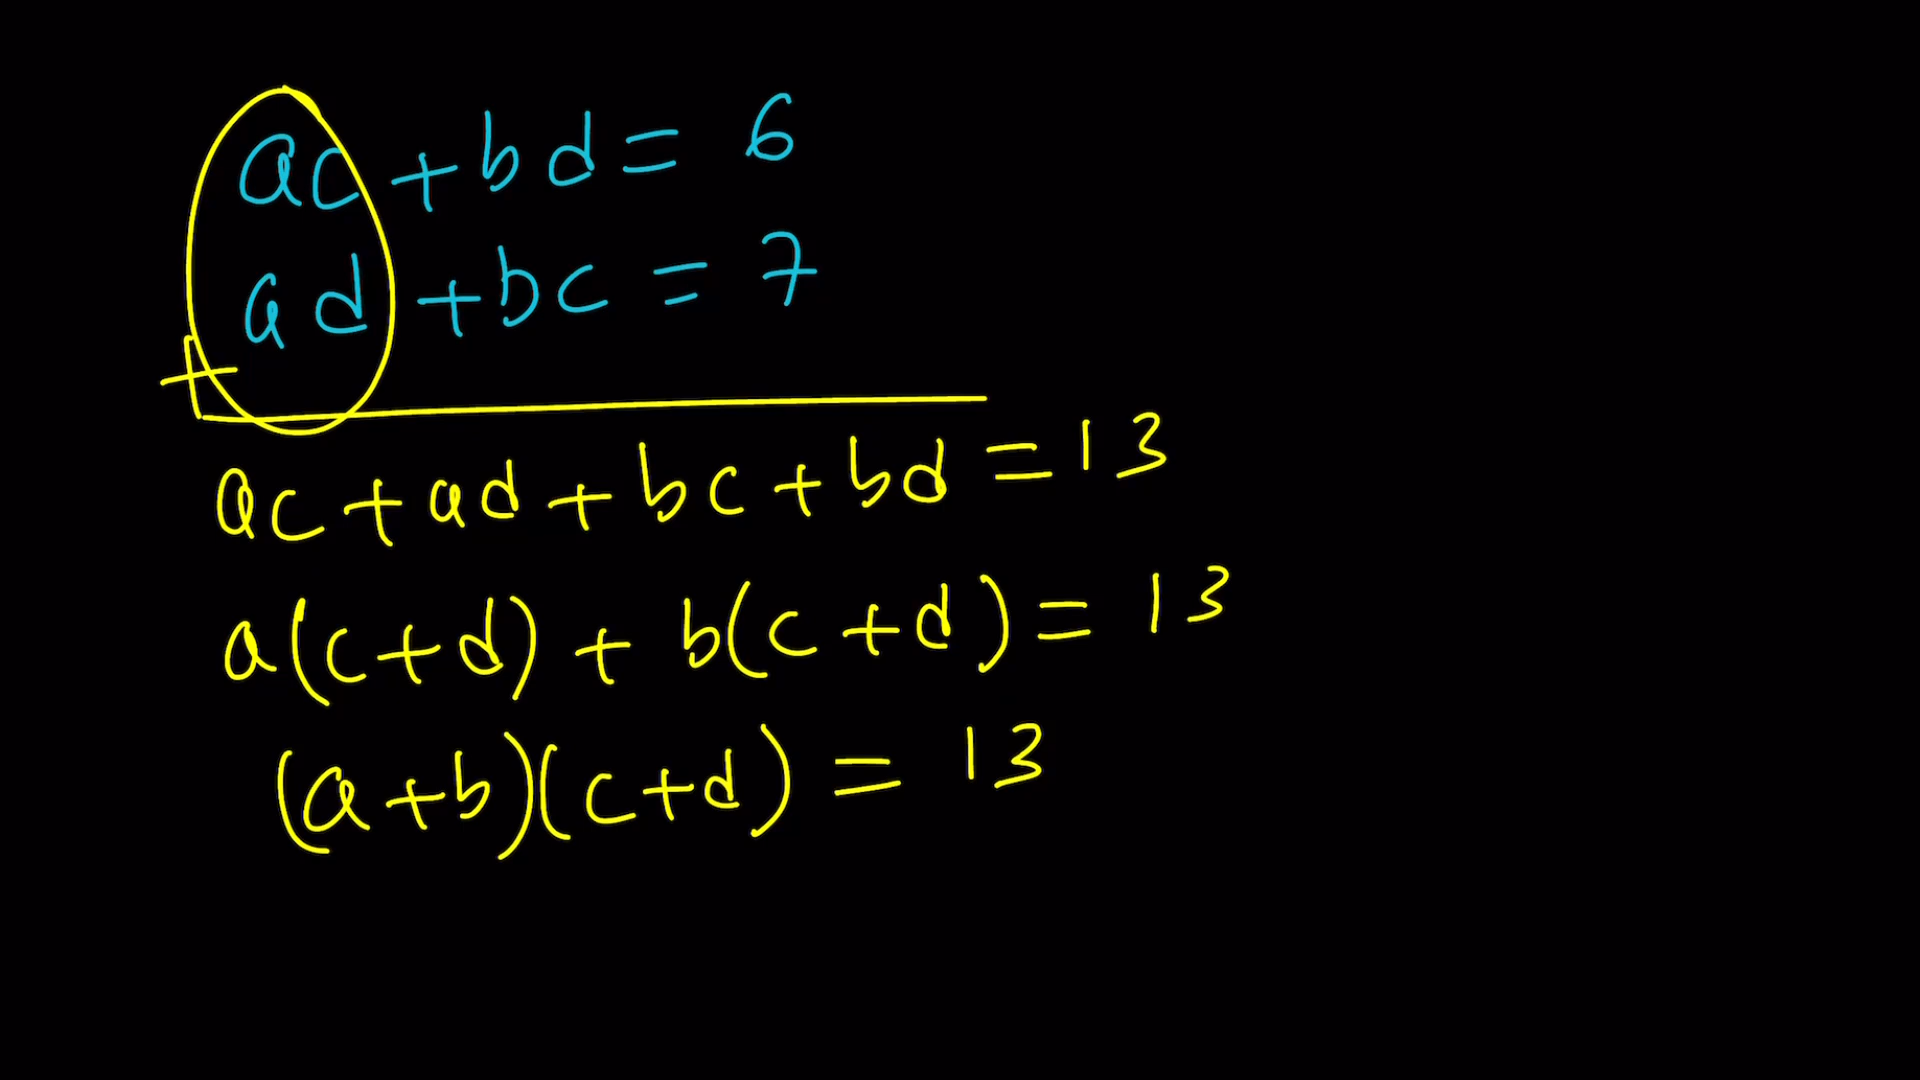 ac + bd = 6
ad + bc = 7
+
ac + ad + bc + bd = 13
a(c+d) + b(c+d) = 13
(a+b)(c+d) = 13